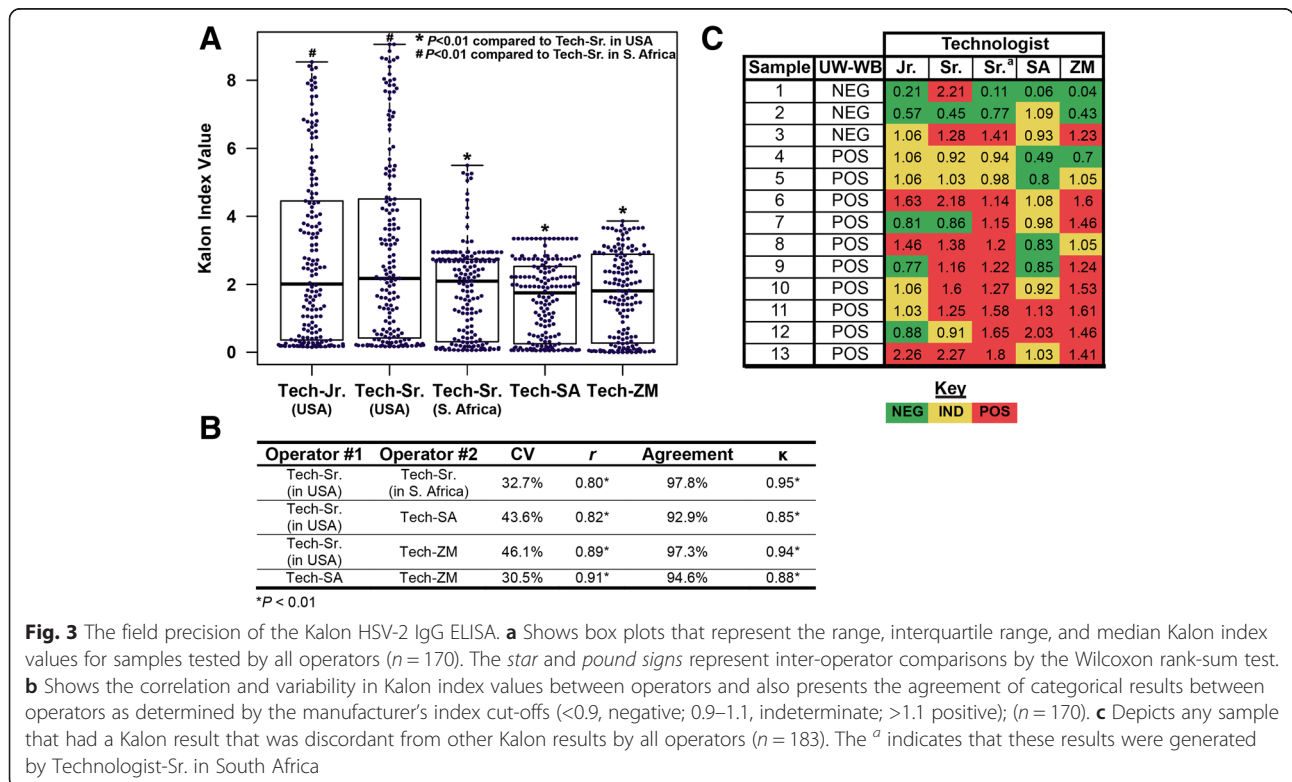 A
* P<0.01 compared to Tech-Sr. in USA
# P<0.01 compared to Tech-Sr. in S. Africa
#
#
*
*
*
Kalon Index Value
8
6
4
2
0
Tech-Jr. Tech-Sr. Tech-Sr. Tech-SA Tech-ZM
(USA) (USA) (S. Africa)
B
Operator #1 Operator #2 CV r Agreement κ
Tech-Sr. (in USA) Tech-Sr. (in S. Africa) 32.7% 0.80* 97.8% 0.95*
Tech-Sr. (in USA) Tech-SA 43.6% 0.82* 92.9% 0.85*
Tech-Sr. (in USA) Tech-ZM 46.1% 0.89* 97.3% 0.94*
Tech-SA Tech-ZM 30.5% 0.91* 94.6% 0.88*
*P < 0.01
C
Technologist
Sample UW-WB Jr. Sr. Sr.a SA ZM
1 NEG 0.21 2.21 0.11 0.06 0.04
2 NEG 0.57 0.45 0.77 1.09 0.43
3 NEG 1.06 1.28 1.41 0.93 1.23
4 POS 1.06 0.92 0.94 0.49 0.7
5 POS 1.06 1.03 0.98 0.8 1.05
6 POS 1.63 2.18 1.14 1.08 1.6
7 POS 0.81 0.86 1.15 0.98 1.46
8 POS 1.46 1.38 1.2 0.83 1.05
9 POS 0.77 1.16 1.22 0.85 1.24
10 POS 1.06 1.6 1.27 0.92 1.53
11 POS 1.03 1.25 1.58 1.13 1.61
12 POS 0.88 0.91 1.65 2.03 1.46
13 POS 2.26 2.27 1.8 1.03 1.41
Key
NEG IND POS
Fig. 3 The field precision of the Kalon HSV-2 IgG ELISA. a Shows box plots that represent the range, interquartile range, and median Kalon index
values for samples tested by all operators (n = 170). The star and pound signs represent inter-operator comparisons by the Wilcoxon rank-sum test.
b Shows the correlation and variability in Kalon index values between operators and also presents the agreement of categorical results between
operators as determined by the manufacturer's index cut-offs (<0.9, negative; 0.9–1.1, indeterminate; >1.1 positive); (n = 170). c Depicts any sample
that had a Kalon result that was discordant from other Kalon results by all operators (n = 183). The a indicates that these results were generated
by Technologist-Sr. in South Africa